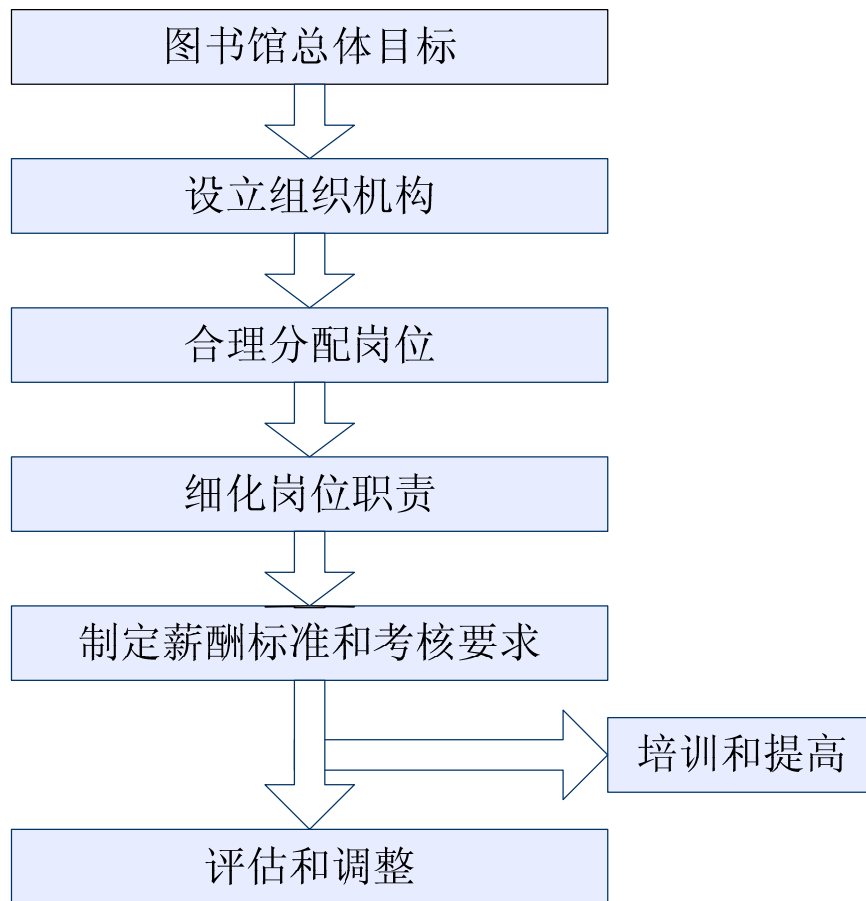 图书馆总体目标
设立组织机构
合理分配岗位
细化岗位职责
制定薪酬标准和考核要求
培训和提高
评估和调整